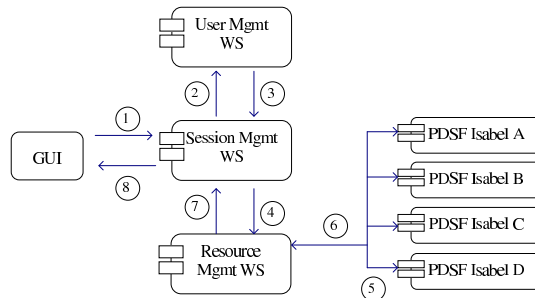 User Mgmt
WS
2
3
1
Session Mgmt
WS
GUI
8
7
4
6
Resource
Mgmt WS
5
PDSF Isabel A
PDSF Isabel B
PDSF Isabel C
PDSF Isabel D